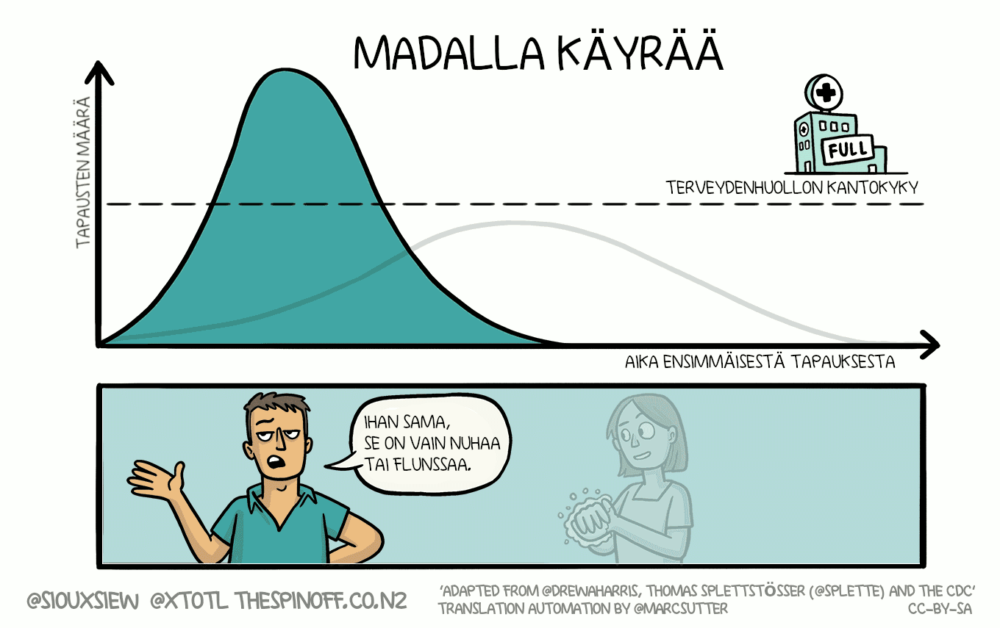 MADALLA KÄYRÄÄ
TAPAUSTEN MÄÄRÄ
FULL
TERVEYDENHUOLLON KANTOKYKY
AIKA ENSIMMÄISESTÄ TAPAUKSESTA
IHAN SAMA,
SE ON VAIN NUHAA
TAI FLUNSSAA.
@SIOUXSIEW @XTOTL THESPINOFF.CO.NZ
'ADAPTED FROM @DREWAHARRIS, THOMAS SPLETTSTÖSSER (@SPLETTE) AND THE CDC'
TRANSLATION AUTOMATION BY @MARCSUTTER
CC-BY-SA